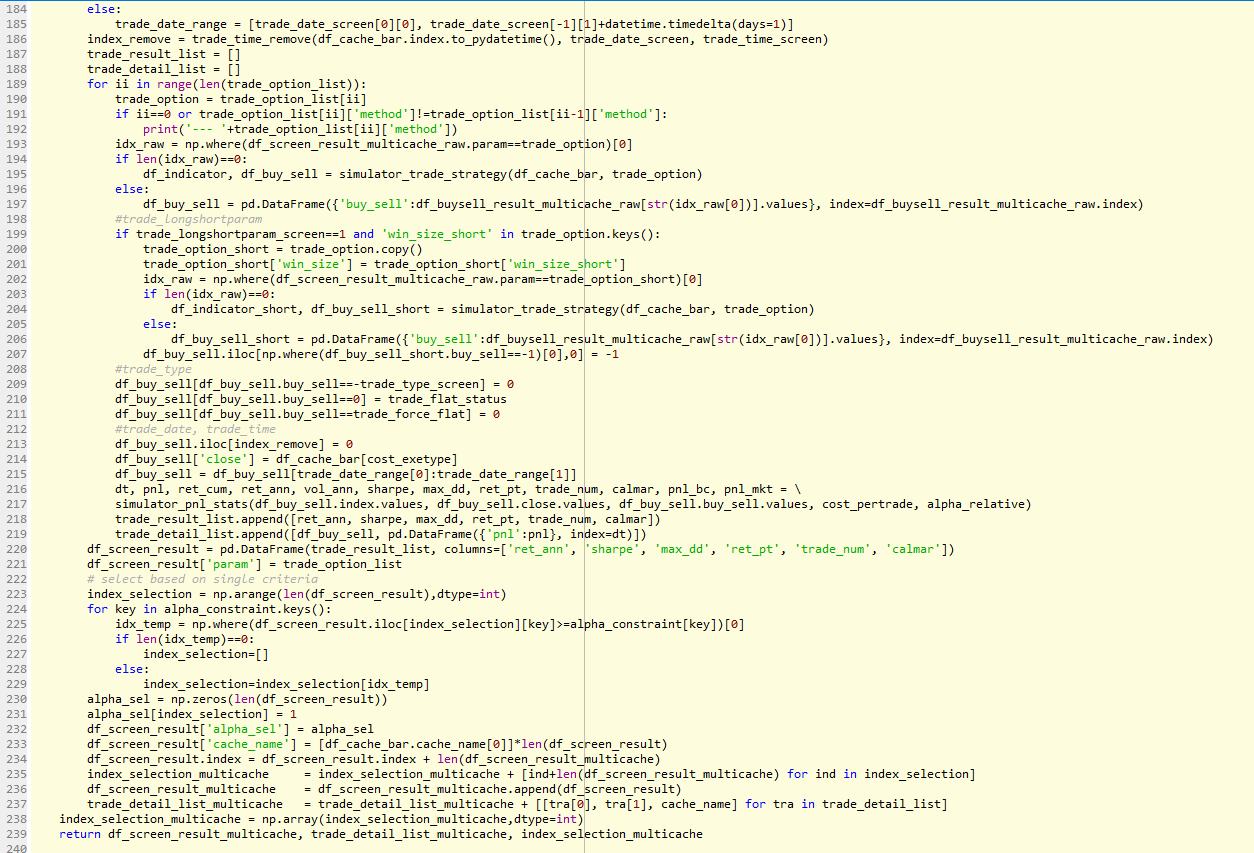 184 else:
185 trade_date_range = [trade_date_screen[0][0], trade_date_screen[-1][1]+datetime.timedelta(days=1)]
186 index_remove = trade_time_remove(df_cache_bar.index.to_pydatetime(), trade_date_screen, trade_time_screen)
187 trade_result_list = []
188 trade_detail_list = []
189 for ii in range(len(trade_option_list)):
190 trade_option = trade_option_list[ii]
191 if ii==0 or trade_option_list[ii]['method']!=trade_option_list[ii-1]['method']:
192 print('--- '+trade_option_list[ii]['method'])
193 idx_raw = np.where(df_screen_result_multicache_raw.param==trade_option)[0]
194 if len(idx_raw)==0:
195 df_indicator, df_buy_sell = simulator_trade_strategy(df_cache_bar, trade_option)
196 else:
197 df_buy_sell = pd.DataFrame({'buy_sell':df_buysell_result_multicache_raw[str(idx_raw[0])].values}, index=df_buysell_result_multicache_raw.index)
198 #trade_longshortparam
199 if trade_longshortparam_screen==1 and 'win_size_short' in trade_option.keys():
200 trade_option_short = trade_option.copy()
201 trade_option_short['win_size'] = trade_option_short['win_size_short']
202 idx_raw = np.where(df_screen_result_multicache_raw.param==trade_option_short)[0]
203 if len(idx_raw)==0:
204 df_indicator_short, df_buy_sell_short = simulator_trade_strategy(df_cache_bar, trade_option)
205 else:
206 df_buy_sell_short = pd.DataFrame({'buy_sell':df_buysell_result_multicache_raw[str(idx_raw[0])].values}, index=df_buysell_result_multicache_raw.index)
207 df_buy_sell.iloc[np.where(df_buy_sell_short.buy_sell==-1)[0],0] = -1
208 #trade_type
209 df_buy_sell[df_buy_sell.buy_sell==-trade_type_screen] = 0
210 df_buy_sell[df_buy_sell.buy_sell==0] = trade_flat_status
211 df_buy_sell[df_buy_sell.buy_sell==trade_force_flat] = 0
212 #trade_date, trade_time
213 df_buy_sell.iloc[index_remove] = 0
214 df_buy_sell['close'] = df_cache_bar[cost_exetype]
215 df_buy_sell = df_buy_sell[trade_date_range[0]:trade_date_range[1]]
216 dt, pnl, ret_cum, ret_ann, vol_ann, sharpe, max_dd, ret_pt, trade_num, calmar, pnl_bc, pnl_mkt = \
217 simulator_pnl_stats(df_buy_sell.index.values, df_buy_sell.close.values, df_buy_sell.buy_sell.values, cost_pertrade, alpha_relative)
218 trade_result_list.append([ret_ann, sharpe, max_dd, ret_pt, trade_num, calmar])
219 trade_detail_list.append([df_buy_sell, pd.DataFrame({'pnl':pnl}, index=dt)])
220 df_screen_result = pd.DataFrame(trade_result_list, columns=['ret_ann', 'sharpe', 'max_dd', 'ret_pt', 'trade_num', 'calmar'])
221 df_screen_result['param'] = trade_option_list
222 # select based on single criteria
223 index_selection = np.arange(len(df_screen_result),dtype=int)
224 for key in alpha_constraint.keys():
225 idx_temp = np.where(df_screen_result.iloc[index_selection][key]>=alpha_constraint[key])[0]
226 if len(idx_temp)==0:
227 index_selection=[]
228 else:
229 index_selection=index_selection[idx_temp]
230 alpha_sel = np.zeros(len(df_screen_result))
231 alpha_sel[index_selection] = 1
232 df_screen_result['alpha_sel'] = alpha_sel
233 df_screen_result['cache_name'] = [df_cache_bar.cache_name[0]]*len(df_screen_result)
234 df_screen_result.index = df_screen_result.index + len(df_screen_result_multicache)
235 index_selection_multicache = index_selection_multicache + [ind+len(df_screen_result_multicache) for ind in index_selection]
236 df_screen_result_multicache = df_screen_result_multicache.append(df_screen_result)
237 trade_detail_list_multicache = trade_detail_list_multicache + [[tra[0], tra[1], cache_name] for tra in trade_detail_list]
238 index_selection_multicache = np.array(index_selection_multicache,dtype=int)
239 return df_screen_result_multicache, trade_detail_list_multicache, index_selection_multicache
240